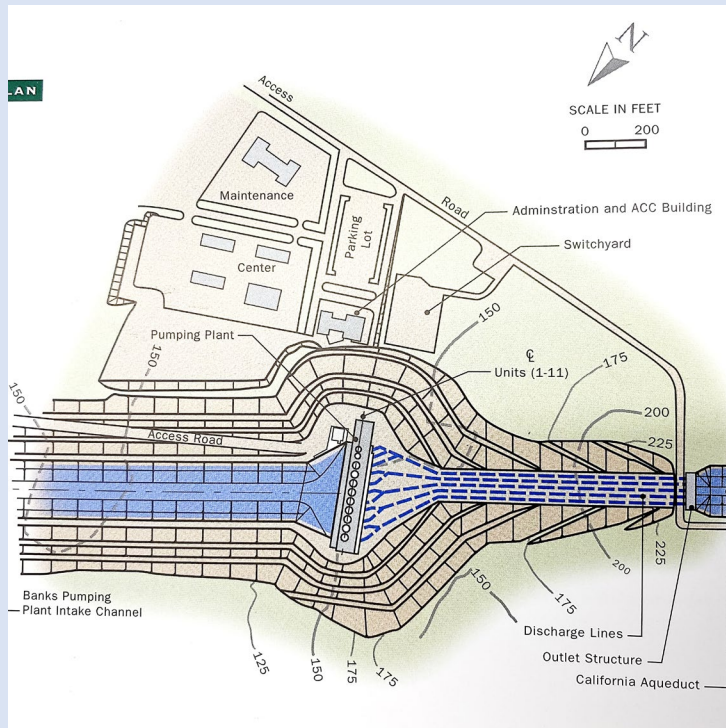 LAN
N
SCALE IN FEET
0 200
Access
Maintenance
Road
Adminstration and ACC Building
Parking
Lot
Switchyard
Center
Pumping Plant
150
150
℄
Units (1-11)
175
150
200
Access Road
225
225
200
150
175
Banks Pumping
Plant Intake Channel
125
150
175
175
Discharge Lines
Outlet Structure
California Aqueduct